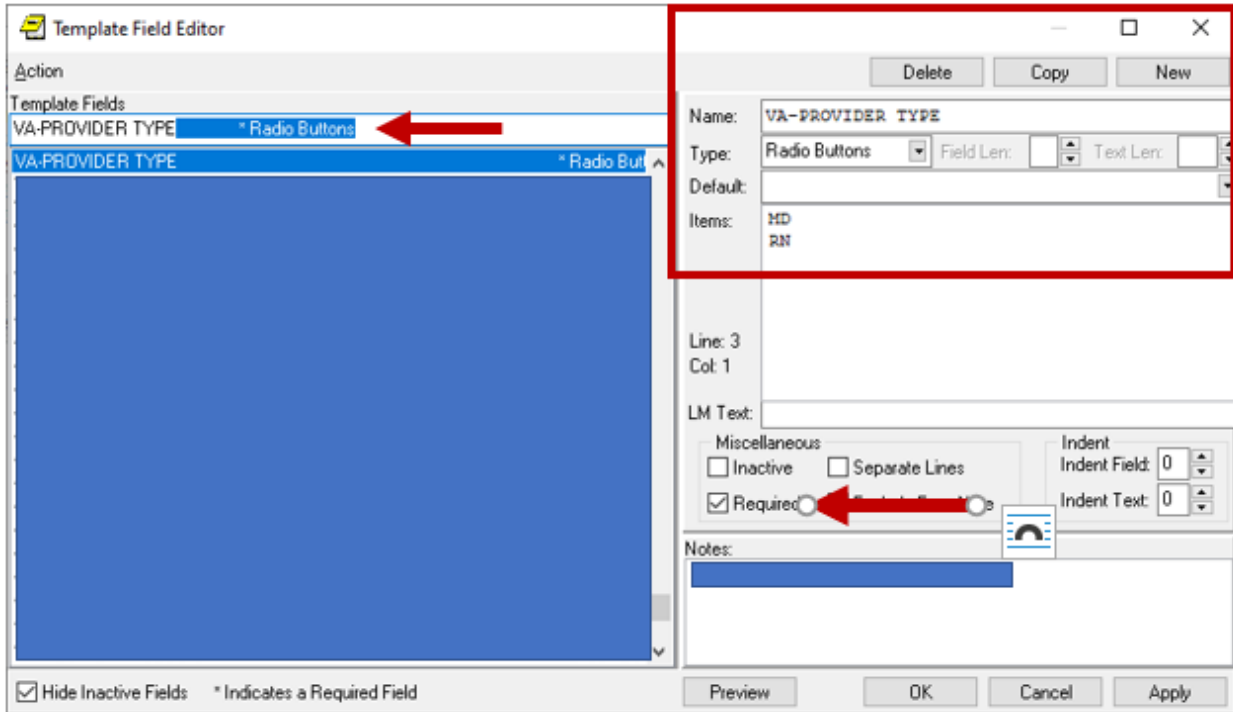 Template Field Editor
Action
Delete Copy New
Template Fields
VA-PROVIDER TYPE * Radio Buttons
VA-PROVIDER TYPE * Radio But
Name: VA-PROVIDER TYPE
Type: Radio Buttons Field Len: Text Len:
Default:
Items: MD
RN
Line: 3
Col: 1
LM Text:
Miscellaneous
Inactive Separate Lines
Required
Indent
Indent Field: 0
Indent Text: 0
Notes:
Hide Inactive Fields * Indicates a Required Field
Preview OK Cancel Apply